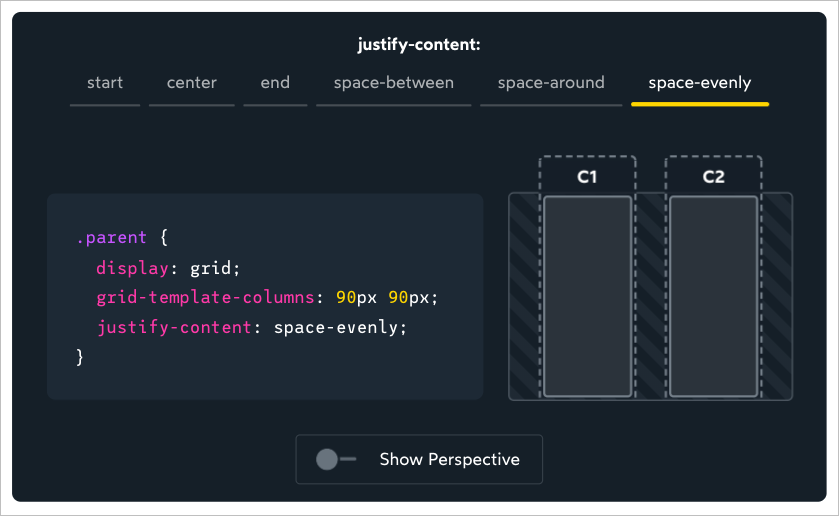 justify-content:
start center end space-between space-around space-evenly
C1 C2
.parent {
display: grid;
grid-template-columns: 90px 90px;
justify-content: space-evenly;
}
Show Perspective